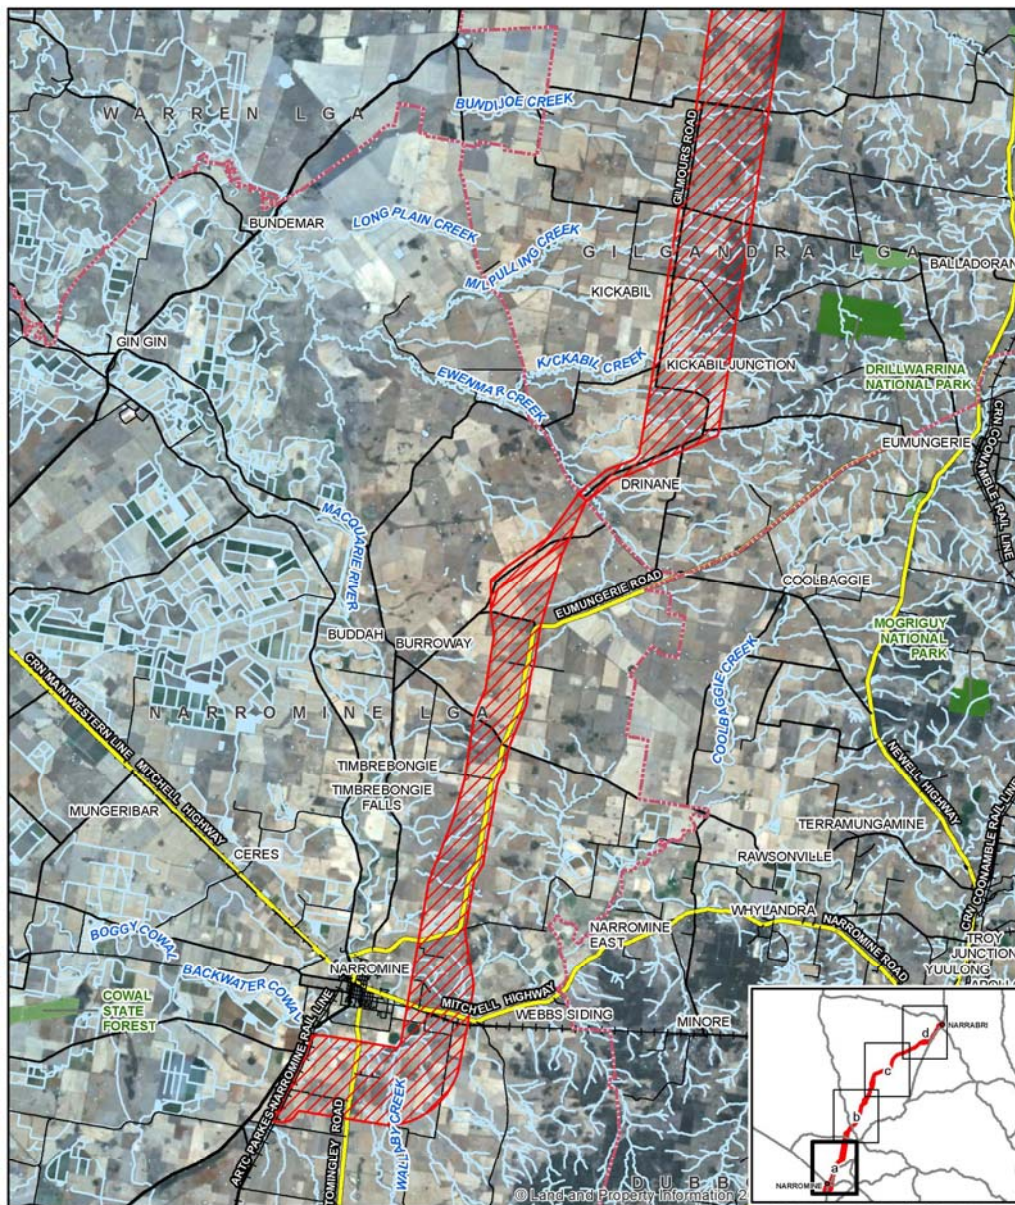 BUNDIJOE CREEK
WARREN LGA
GILMOURS ROAD
BUNDEMAR
LONG PLAIN CREEK
MILPULLING CREEK
GILGANDRA LGA
BALLADORAN
KICKABIL
GIN GIN
KICKABIL CREEK
KICKABIL JUNCTION
EWENMAR CREEK
DRILLWARRINA
NATIONAL PARK
EUMUNGERIE
CRN COONAMBLE RAIL LINE
DRINANE
MACQUARIE
RIVER
EUMUNGERIE ROAD
COOLBAGGIE
BUDDAH
BURROWAY
MOGRIGUY
NATIONAL
PARK
COOLBAGGIE CREEK
CRN MAIN WESTERN LINE
MITCHELL HIGHWAY
NARROMINE LGA
NEWELL HIGHWAY
TIMBREBONGIE
TIMBREBONGIE
FALLS
MUNGERIBAR
CERES
TERRAMUNGAMINE
RAWSONVILLE
CRN COONAMBLE RAIL LINE
BOGGY COWAL
BACKWATER COWAL
NARROMINE
NARROMINE
EAST
WHYLANDRA
NARROMINE ROAD
TROY
JUNCTION
YUULONG
COWAL
STATE
FOREST
MITCHELL HIGHWAY
WEBBS SIDING
MINORE
ARTC PARKES-NARROMINE RAIL LINE
WALLABY CREEK
TOMINGLEY ROAD
NARRABRI
d
c
b
a
NARROMINE
DUBB
© Land and Property Information 2